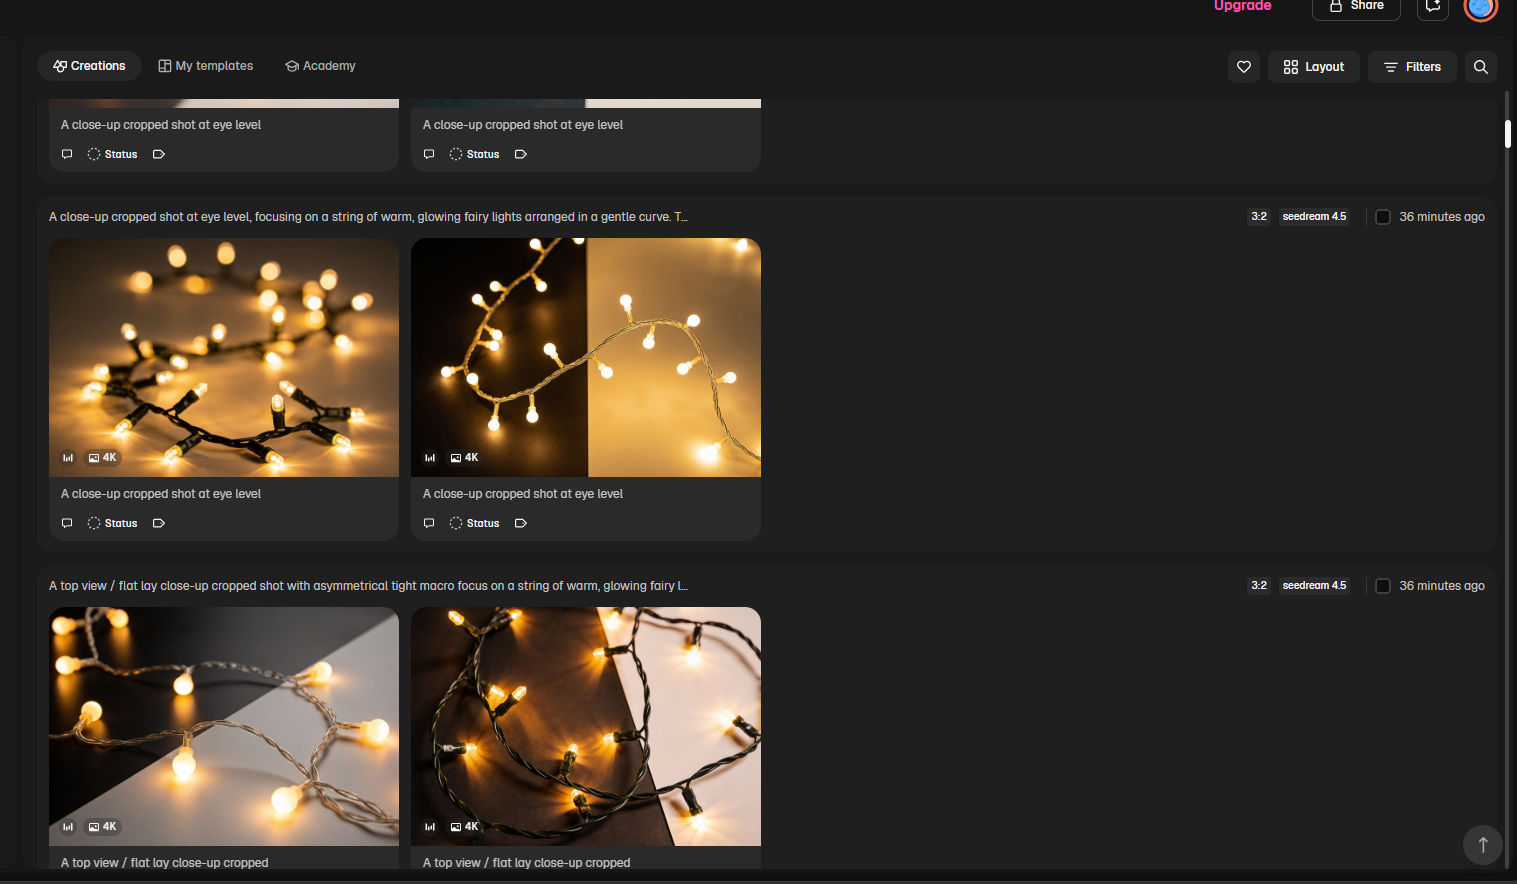 Upgrade
Share
Creations
My templates
Academy
Layout
Filters
A close-up cropped shot at eye level
A close-up cropped shot at eye level
Status
Status
A close-up cropped shot at eye level, focusing on a string of warm, glowing fairy lights arranged in a gentle curve. T...
3:2
seedream 4.5
36 minutes ago
4K
4K
A close-up cropped shot at eye level
A close-up cropped shot at eye level
Status
Status
A top view / flat lay close-up cropped shot with asymmetrical tight macro focus on a string of warm, glowing fairy l...
3:2
seedream 4.5
36 minutes ago
4K
4K
A top view / flat lay close-up cropped
A top view / flat lay close-up cropped